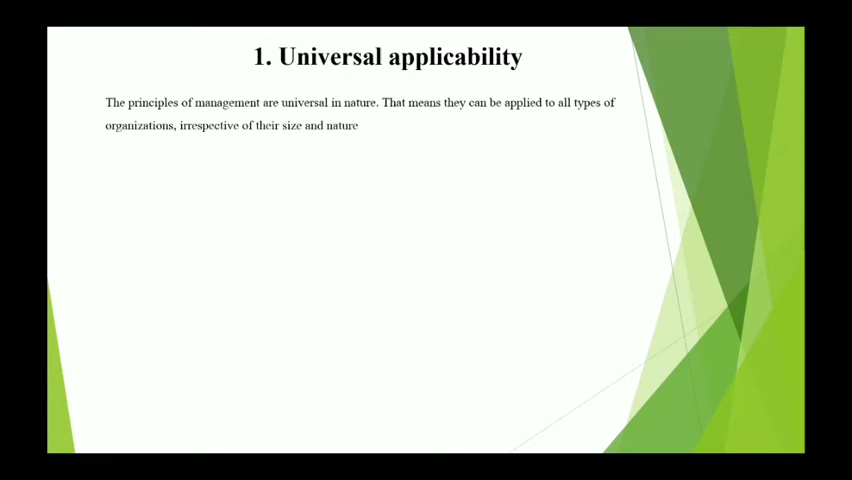 1. Universal applicability
The principles of management are universal in nature. That means they can be applied to all types of
organizations, irrespective of their size and nature